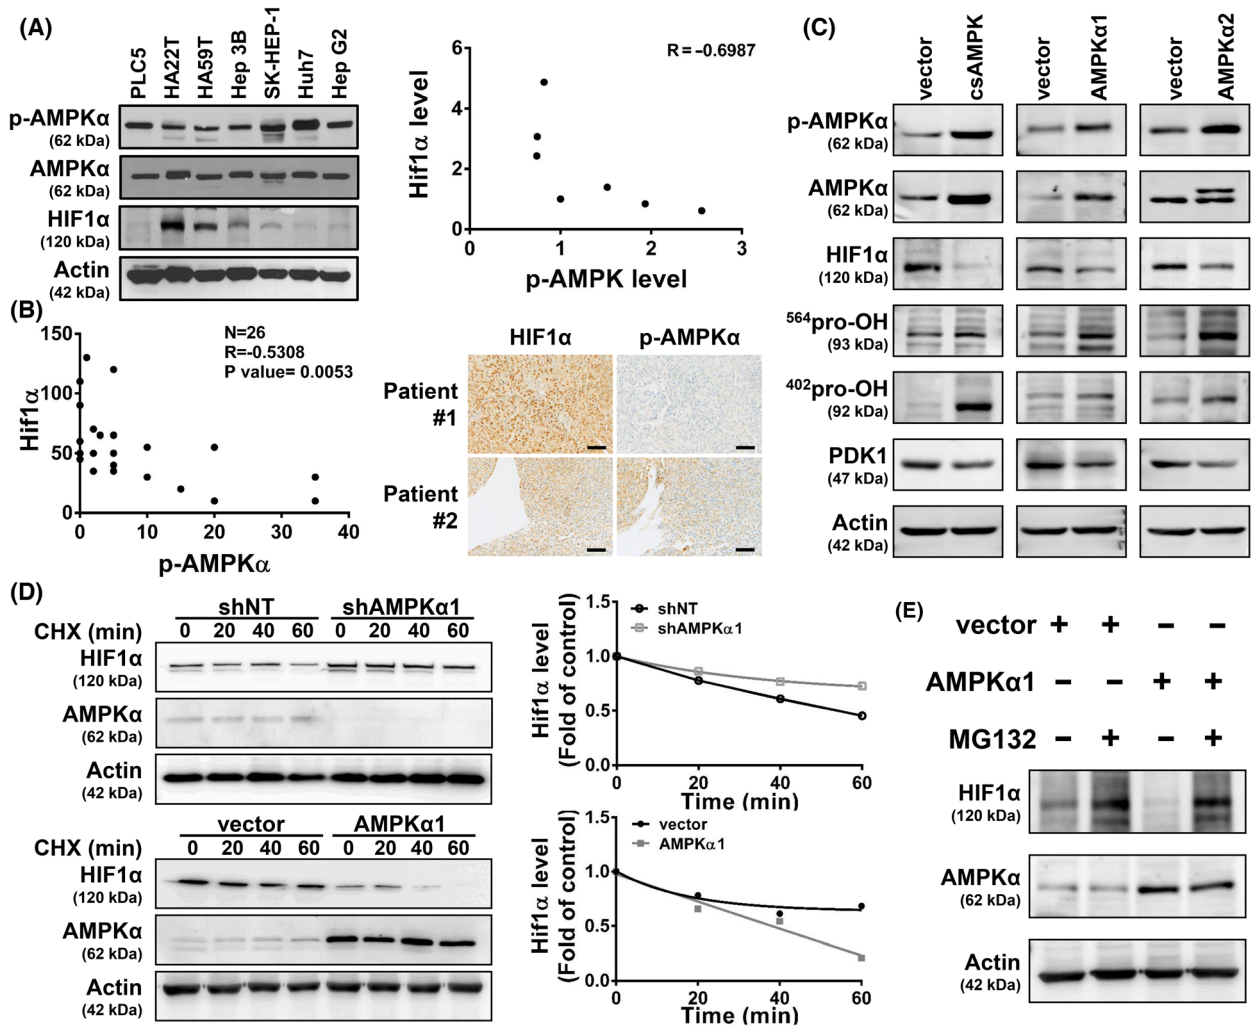 (A)
PLC5
HA22T
HA59T
Hep 3B
SK-HEP-1
Huh7
Hep G2
p-AMPKα
(62 kDa)
AMPKα
(62 kDa)
HIF1α
(120 kDa)
Actin
(42 kDa)
R = –0.6987
Hif1α level
6
4
2
0
0 1 2 3
p-AMPK level
(B)
N=26
R=-0.5308
P value= 0.0053
Hif1α
150
100
50
0
0 10 20 30 40
p-AMPKα
HIF1α p-AMPKα
Patient
#1
Patient
#2
(C)
vector
csAMPK
vector
AMPKα1
vector
AMPKα2
p-AMPKα
(62 kDa)
AMPKα
(62 kDa)
HIF1α
(120 kDa)
564pro-OH
(93 kDa)
402pro-OH
(92 kDa)
PDK1
(47 kDa)
Actin
(42 kDa)
(D)
shNT shAMPKα1
CHX (min) 0 20 40 60 0 20 40 60
HIF1α
(120 kDa)
AMPKα
(62 kDa)
Actin
(42 kDa)
Hif1α level
(Fold of control)
1.5
1.0
0.5
0.0
shNT
shAMPKα1
0 20 40 60
Time (min)
vector AMPKα1
CHX (min) 0 20 40 60 0 20 40 60
HIF1α
(120 kDa)
AMPKα
(62 kDa)
Actin
(42 kDa)
Hif1α level
(Fold of control)
1.5
1.0
0.5
0.0
vector
AMPKα1
0 20 40 60
Time (min)
(E)
vector + + – –
AMPKα1 – – + +
MG132 – + – +
HIF1α
(120 kDa)
AMPKα
(62 kDa)
Actin
(42 kDa)